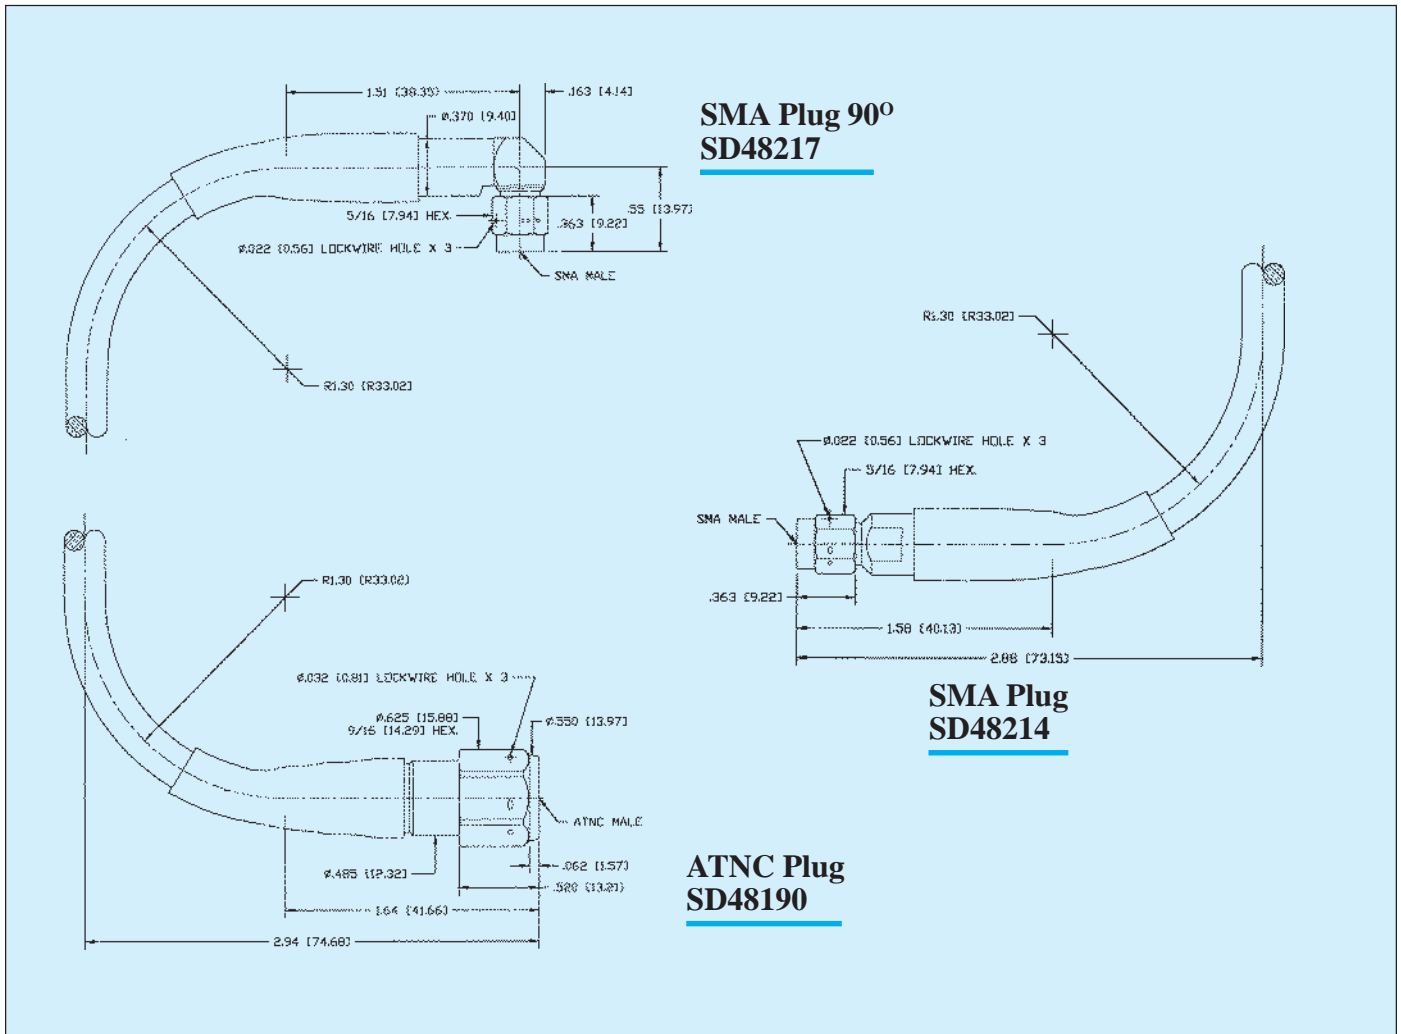 1.51 [38.35]
.163 [4.14]
Ø.370 [9.40]
SMA Plug 90O
SD48217
5/16 [7.94] HEX.
.363 [9.22]
.55 [13.97]
Ø.022 [0.56] LOCKWIRE HOLE X 3
SMA MALE
R1.30 [R33.02]
R1.30 [R33.02]
Ø.022 [0.56] LOCKWIRE HOLE X 3
5/16 [7.94] HEX.
SMA MALE
.363 [9.22]
1.58 [40.13]
2.88 [73.15]
SMA Plug
SD48214
R1.30 [R33.02]
Ø.032 [0.81] LOCKWIRE HOLE X 3
Ø.625 [15.88]
9/16 [14.29] HEX.
Ø.550 [13.97]
ATNC MALE
Ø.485 [12.32]
.062 [1.57]
.520 [13.21]
1.64 [41.66]
2.94 [74.68]
ATNC Plug
SD48190